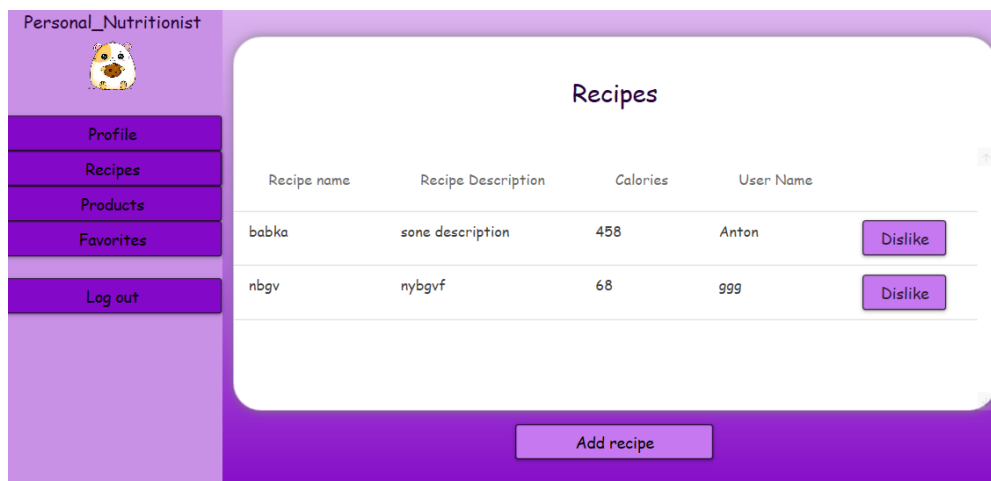 Personal_Nutritionist
Profile
Recipes
Products
Favorites
Log out
Recipes
Recipe name Recipe Description Calories User Name
babka sone description 458 Anton Dislike
nbgv nybgvf 68 ggg Dislike
Add recipe